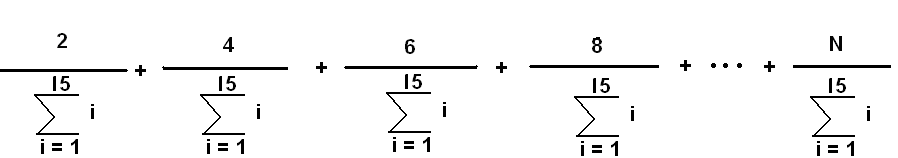 2 + 4 + 6 + 8 + ... + N
15 15 15 15 15
∑ i ∑ i ∑ i ∑ i ∑ i
i = 1 i = 1 i = 1 i = 1 i = 1